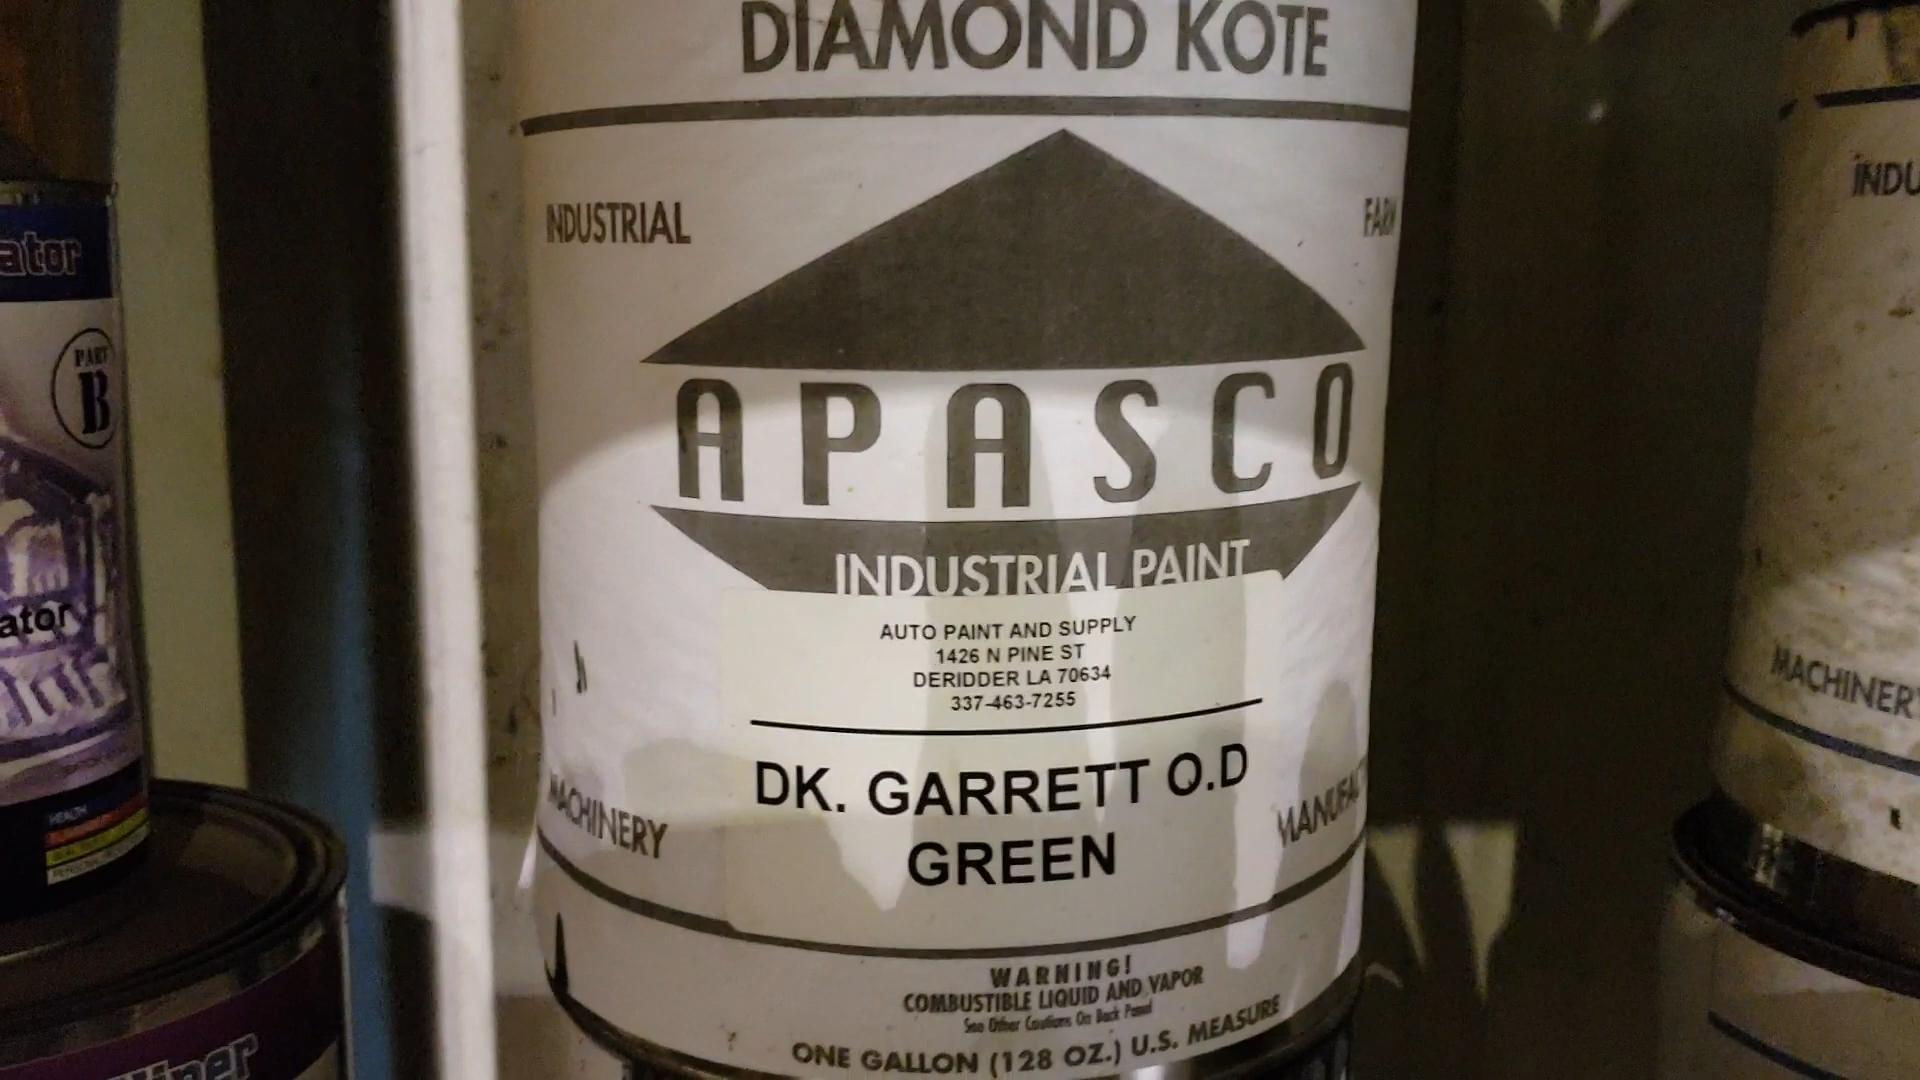 DIAMOND KOTE
INDUSTRIAL
FARM
APASCO
INDUSTRIAL PAINT
AUTO PAINT AND SUPPLY
1426 N PINE ST
DERIDDER LA 70634
337-463-7255
DK. GARRETT O.D
GREEN
MACHINERY
WARNING!
COMBUSTIBLE LIQUID AND VAPOR
See Other Cautions On Back Panel
ONE GALLON (128 OZ.) U.S. MEASURE
PART
B
HEALTH
MACHINERY